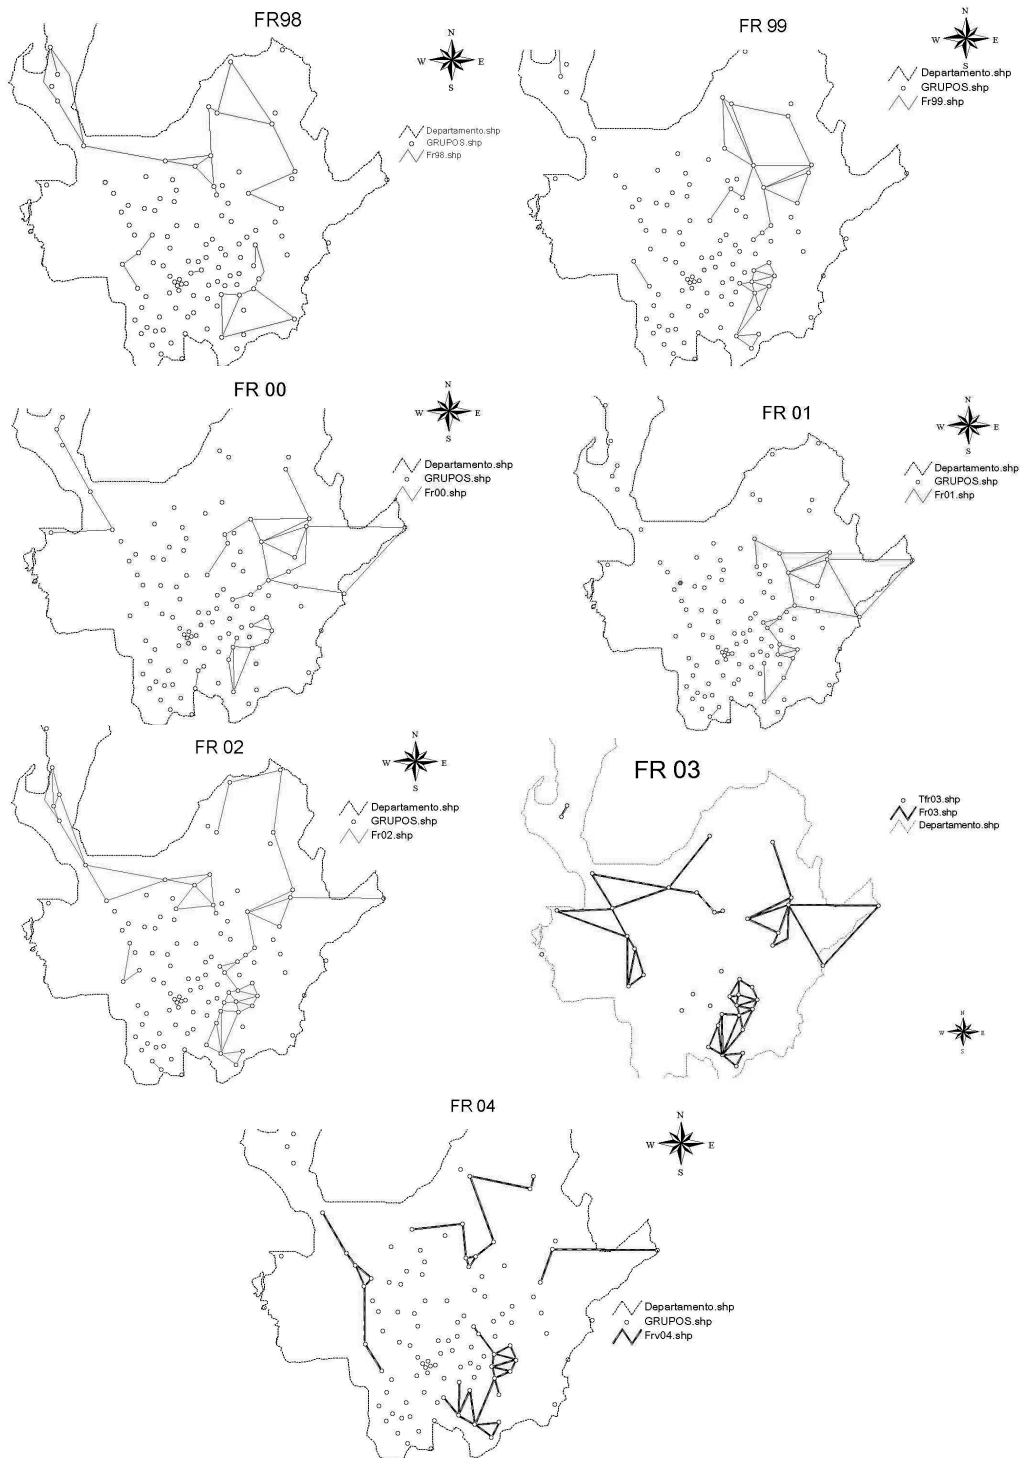 FR98
N
W E
S
Departamento.shp
GRUPOS.shp
Fr98.shp
FR 99
N
W E
S
Departamento.shp
GRUPOS.shp
Fr99.shp
FR 00
N
W E
S
Departamento.shp
GRUPOS.shp
Fr00.shp
FR 01
N
W E
S
Departamento.shp
GRUPOS.shp
Fr01.shp
FR 02
N
W E
S
Departamento.shp
GRUPOS.shp
Fr02.shp
FR 03
Tfr03.shp
Fr03.shp
Departamento.shp
N
W E
S
FR 04
N
W E
S
Departamento.shp
GRUPOS.shp
Frv04.shp